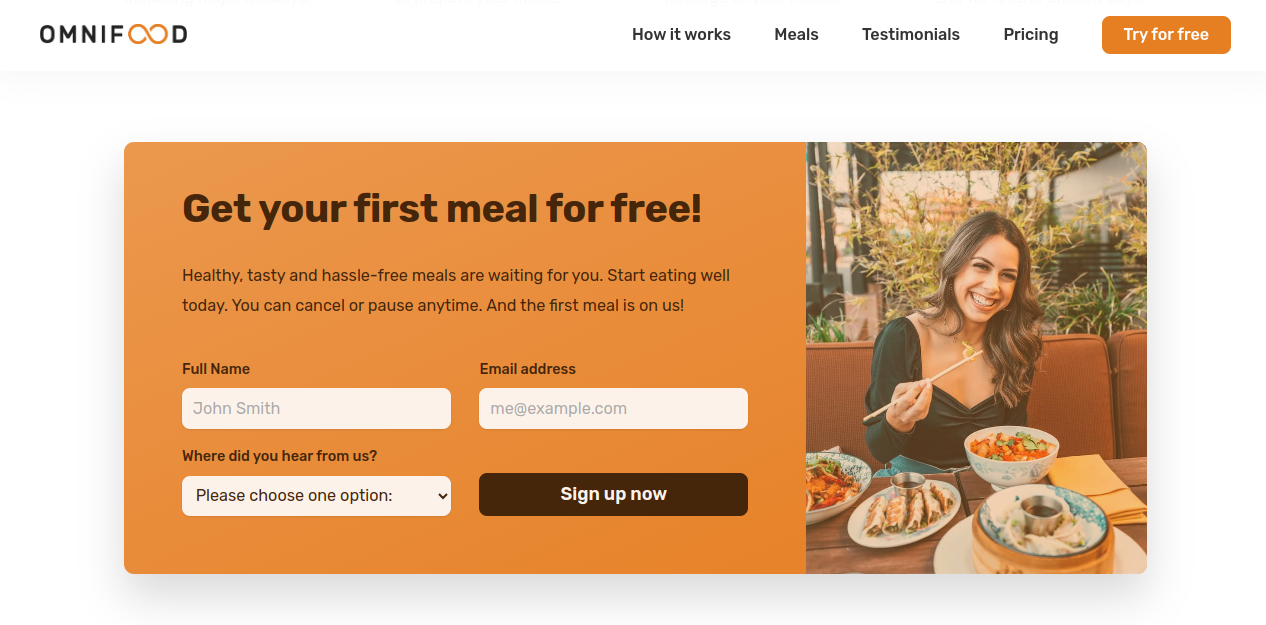 OMNIFOOD
How it works
Meals
Testimonials
Pricing
Try for free
Get your first meal for free!
Healthy, tasty and hassle-free meals are waiting for you. Start eating well
today. You can cancel or pause anytime. And the first meal is on us!
Full Name
Email address
John Smith
me@example.com
Where did you hear from us?
Please choose one option:
Sign up now